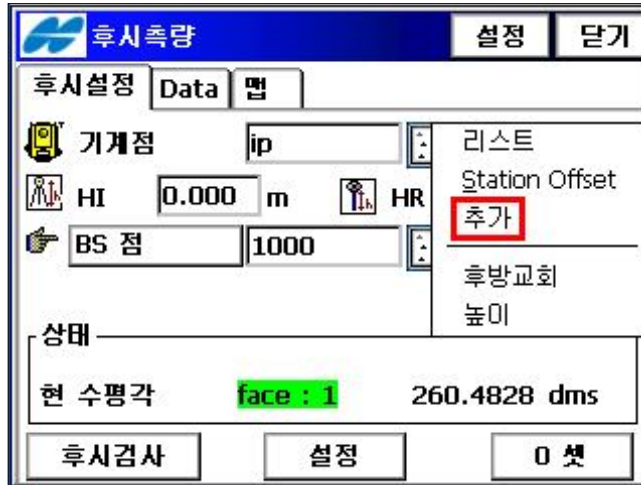 후시측량 설정 닫기
후시설정 Data 맵
기계점 ip
HI 0.000 m HR
BS 점 1000
리스트
Station Offset
추가
후방교회
높이
상태
현 수평각 face : 1 260.4828 dms
후시검사 설정 0 셋